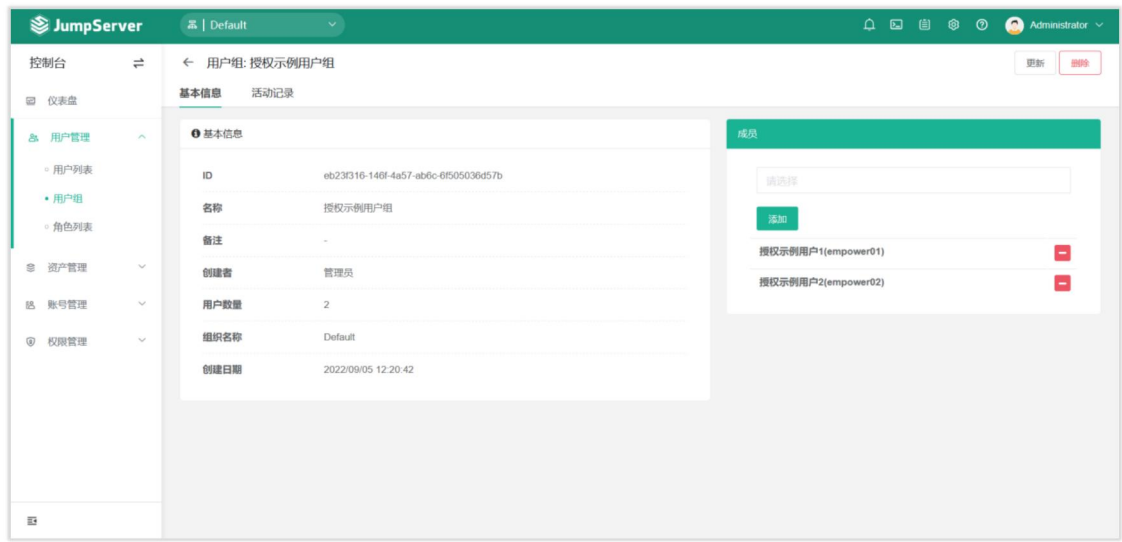 JumpServer
Default
Administrator
控制台
← 用户组: 授权示例用户组
更新
删除
基本信息
活动记录
仪表盘
用户管理
用户列表
用户组
角色列表
资产管理
账号管理
权限管理
基本信息
ID eb23f316-146f-4a57-ab6c-6f505036d57b
名称 授权示例用户组
备注 -
创建者 管理员
用户数量 2
组织名称 Default
创建日期 2022/09/05 12:20:42
成员
请选择
添加
授权示例用户1(empower01)
授权示例用户2(empower02)